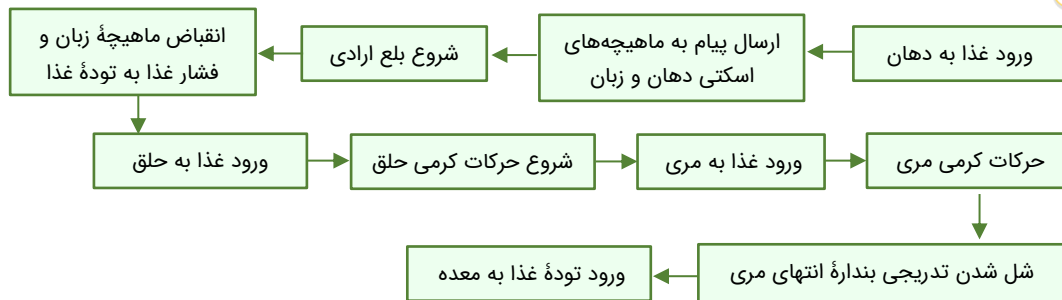 ورود غذا به دهان
ارسال پیام به ماهیچه‌های
اسکتی دهان و زبان
شروع بلع ارادی
انقباض ماهیچهٔ زبان و
فشار غذا به تودهٔ غذا
ورود غذا به حلق
شروع حرکات کرمی حلق
ورود غذا به مری
حرکات کرمی مری
شل شدن تدریجی بندارهٔ انتهای مری
ورود تودهٔ غذا به معده